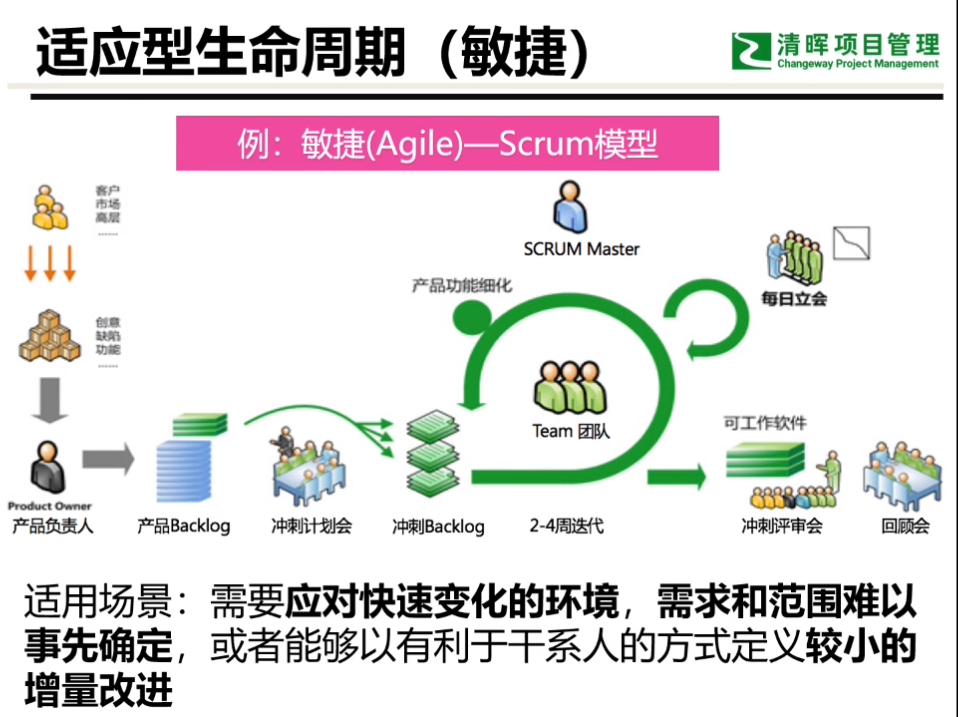 适应型生命周期（敏捷）
清晖项目管理
Changeway Project Management
例：敏捷(Agile)—Scrum模型
客户
市场
高层
......
SCRUM Master
产品功能细化
每日立会
创意
缺陷
功能
......
Team 团队
可工作软件
Product Owner
产品负责人
产品Backlog
冲刺计划会
冲刺Backlog
2-4周迭代
冲刺评审会
回顾会
适用场景：需要应对快速变化的环境，需求和范围难以
事先确定，或者能够以有利于干系人的方式定义较小的
增量改进